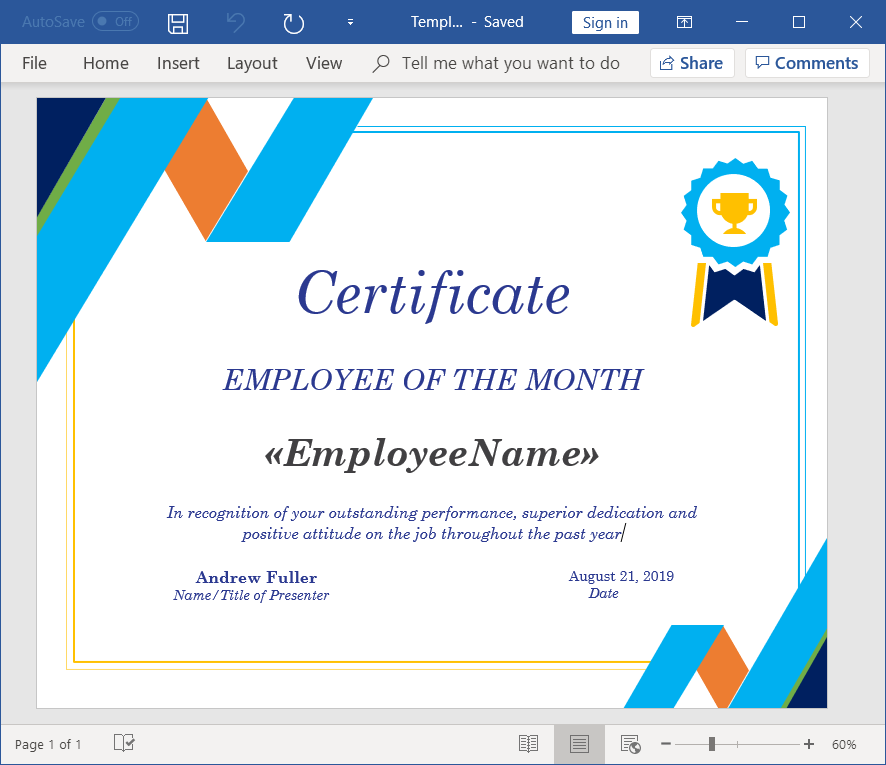 AutoSave Off Templ... - Saved Sign in
File Home Insert Layout View Tell me what you want to do Share Comments
Certificate
EMPLOYEE OF THE MONTH
«EmployeeName»
In recognition of your outstanding performance, superior dedication and
positive attitude on the job throughout the past year
Andrew Fuller
Name/Title of Presenter
August 21, 2019
Date
Page 1 of 1 60%